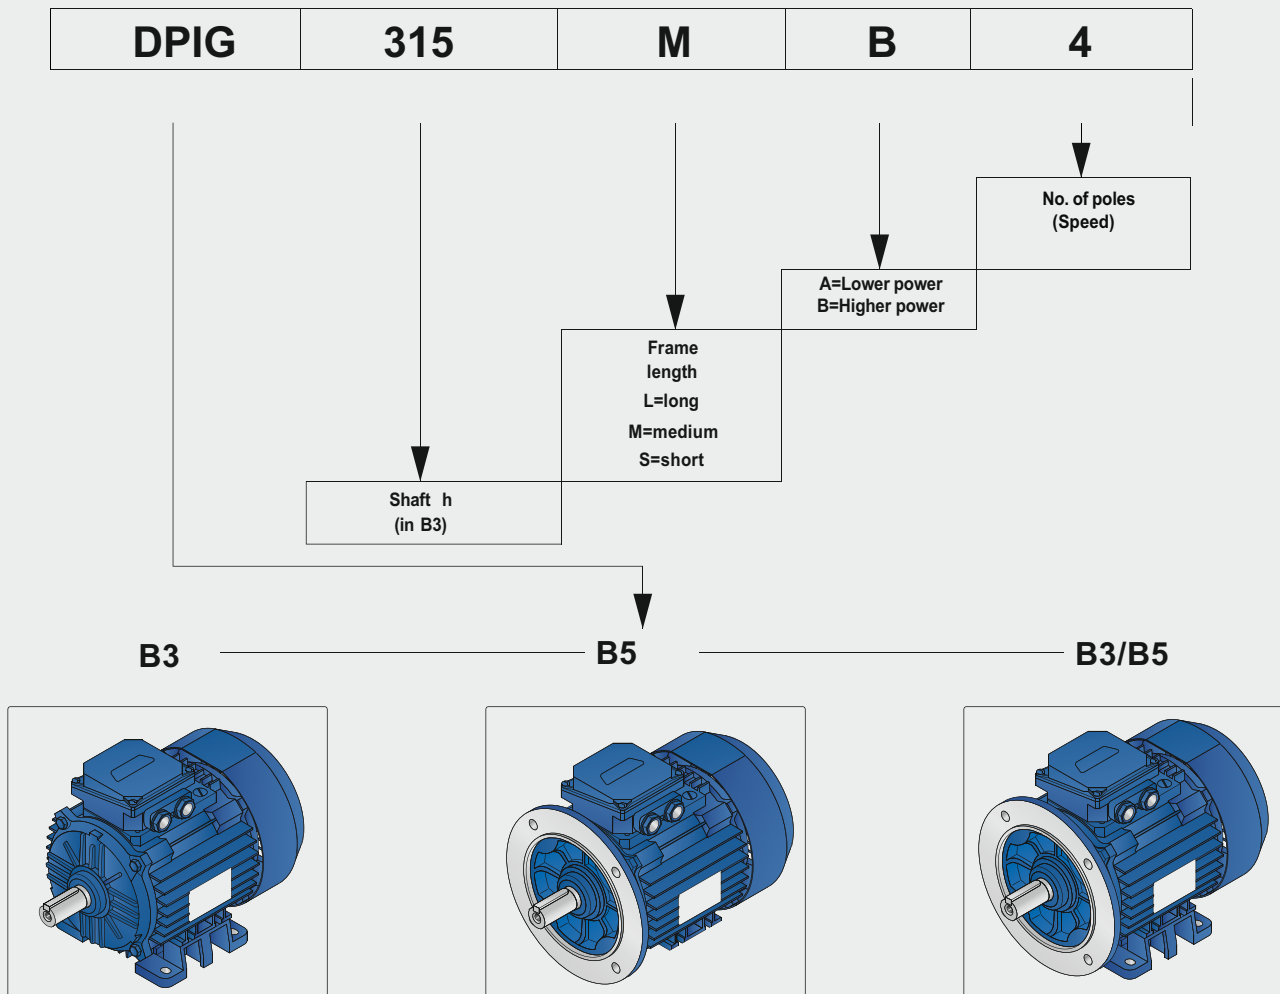 DPIG 315 M B 4
No. of poles
(Speed)
A=Lower power
B=Higher power
Frame
length
L=long
M=medium
S=short
Shaft h
(in B3)
B3 B5 B3/B5